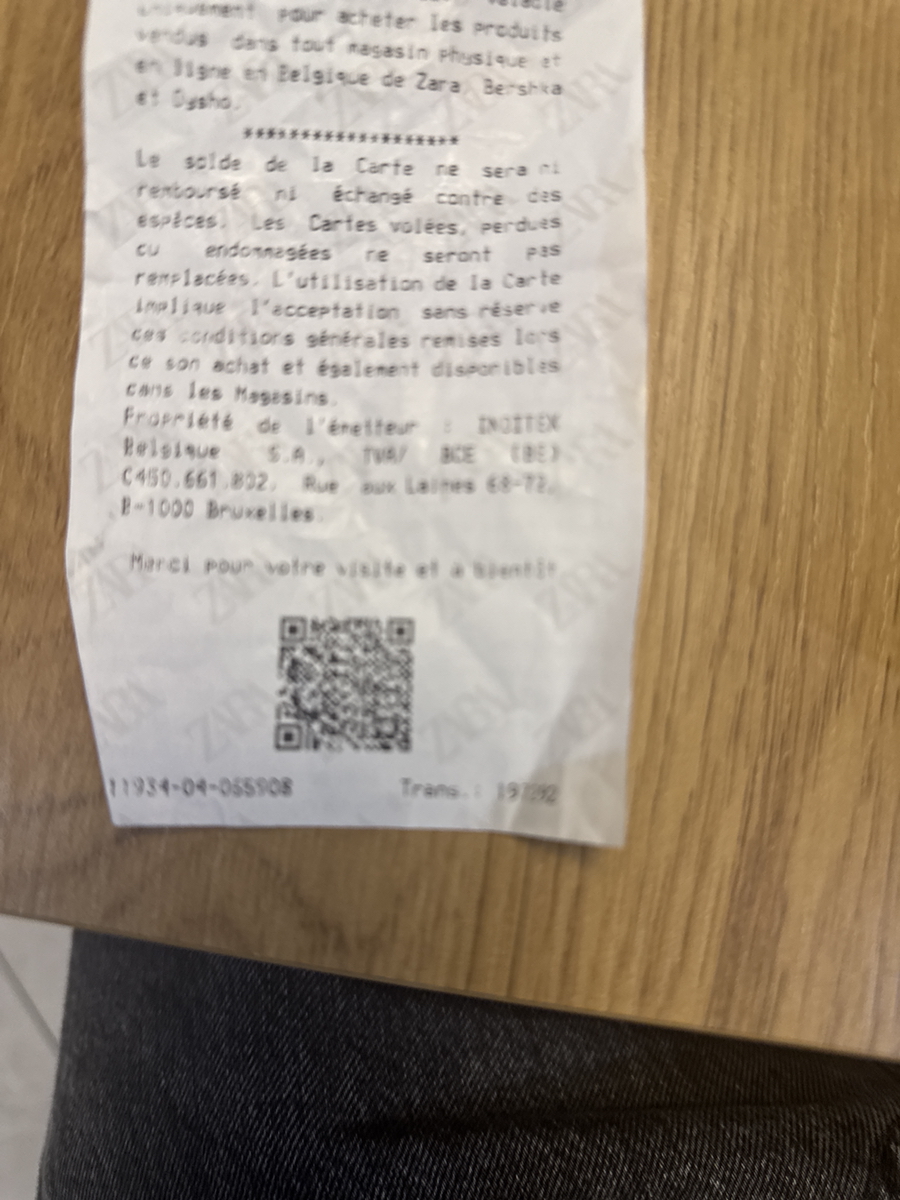 uniquement pour acheter les produits
vendus dans tout magasin physique et
en ligne en Belgique de Zara, Bershka
et Oysho.
*******************
Le solde de la Carte ne sera ni
remboursé ni échangé contre des
espèces. Les Cartes volées, perdues
ou endommagées ne seront pas
remplacées. L'utilisation de la Carte
implique l'acceptation sans réserve
des conditions générales remises lors
de son achat et également disponibles
dans les Magasins.
Propriété de l'émetteur : INDITEX
Belgique S.A., TVA/ BCE (BE)
0450.661.802, Rue aux Laines 68-72,
B-1000 Bruxelles.
Merci pour votre visite et à bientôt
11934-04-055908 Trans.: